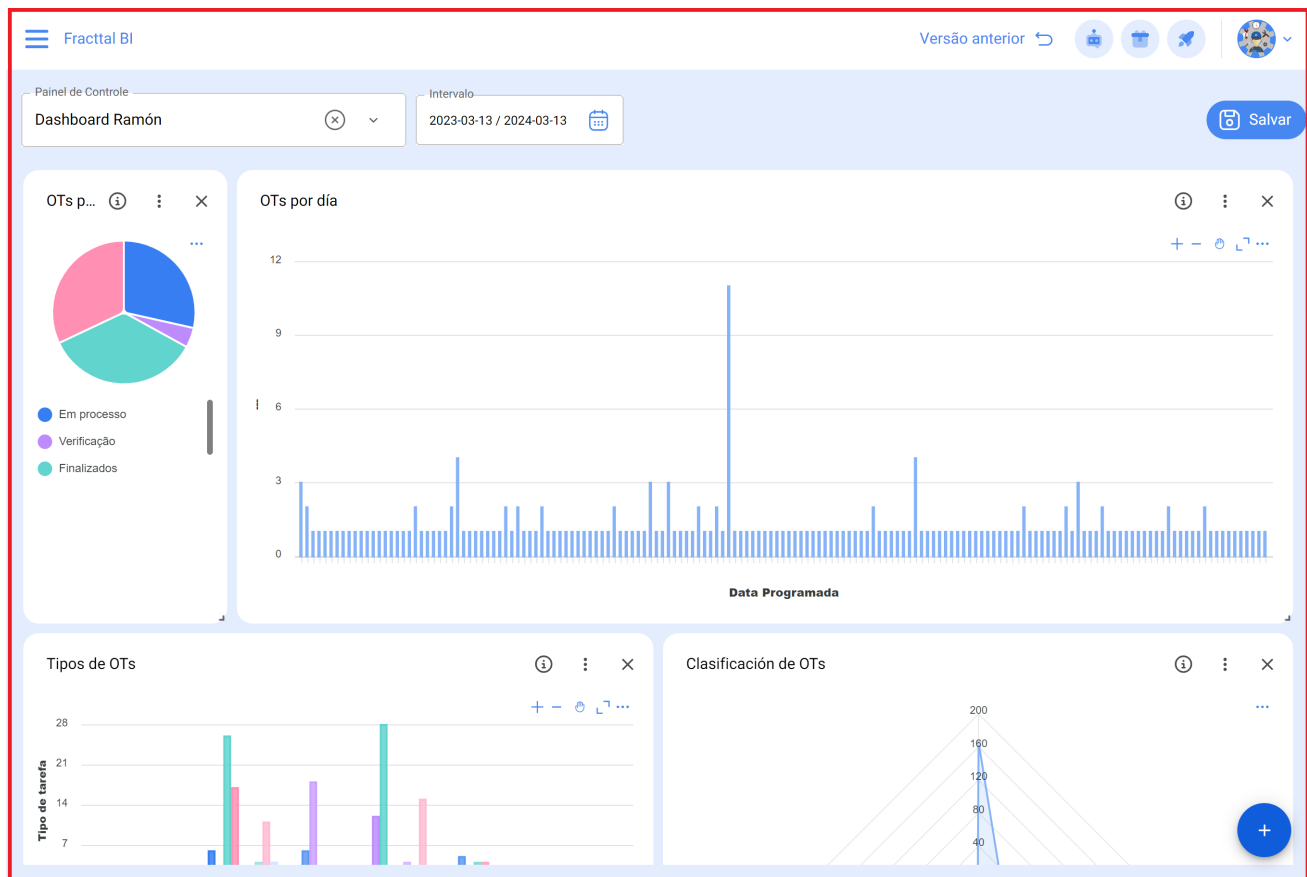 Fracttal BI
Versão anterior
Painel de Controle
Dashboard Ramón
Intervalo
2023-03-13 / 2024-03-13
Salvar
OTs p...
Em processo
Verificação
Finalizados
OTs por día
12
9
6
3
0
Data Programada
Tipos de OTs
28
21
14
7
Tipo de tarefa
Clasificación de OTs
200
160
120
80
40